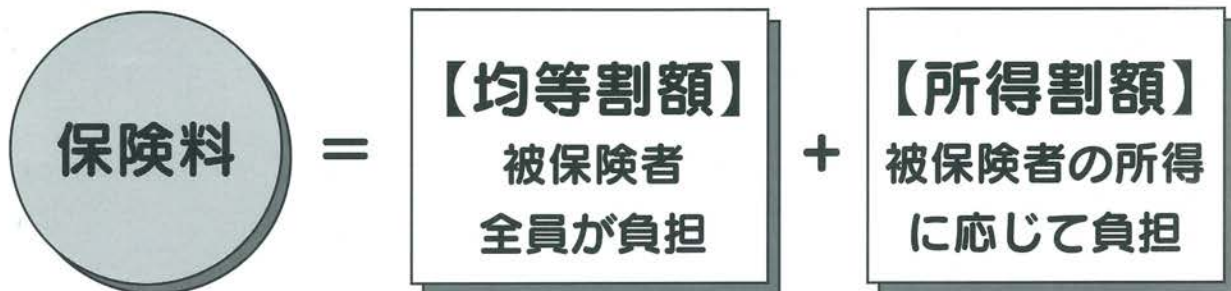 保険料
=
【均等割額】
被保険者
全員が負担
+
【所得割額】
被保険者の所得
に応じて負担